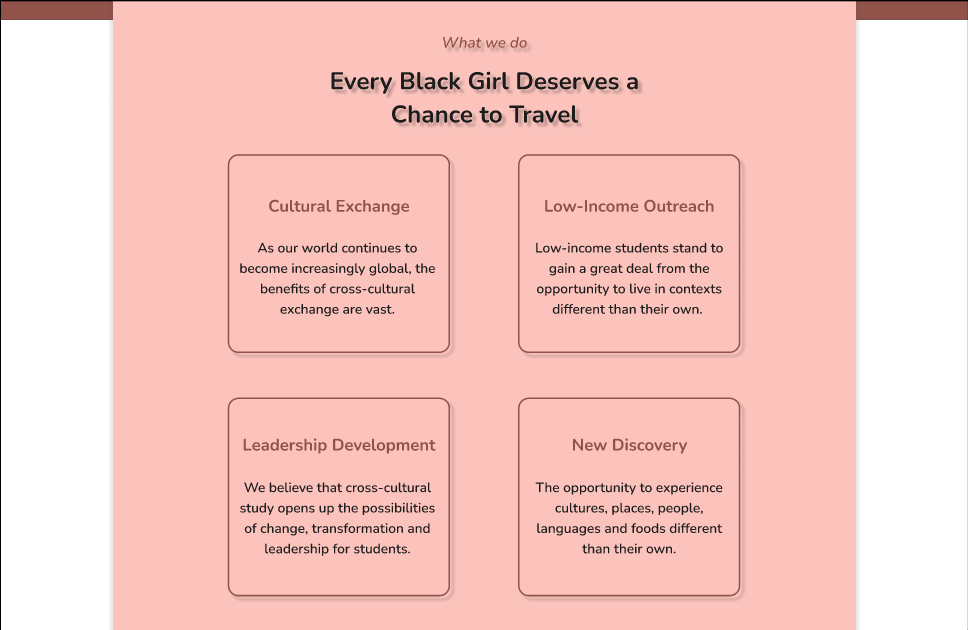 What we do
Every Black Girl Deserves a
Chance to Travel
Cultural Exchange
As our world continues to
become increasingly global, the
benefits of cross-cultural
exchange are vast.
Low-Income Outreach
Low-income students stand to
gain a great deal from the
opportunity to live in contexts
different than their own.
Leadership Development
We believe that cross-cultural
study opens up the possibilities
of change, transformation and
leadership for students.
New Discovery
The opportunity to experience
cultures, places, people,
languages and foods different
than their own.